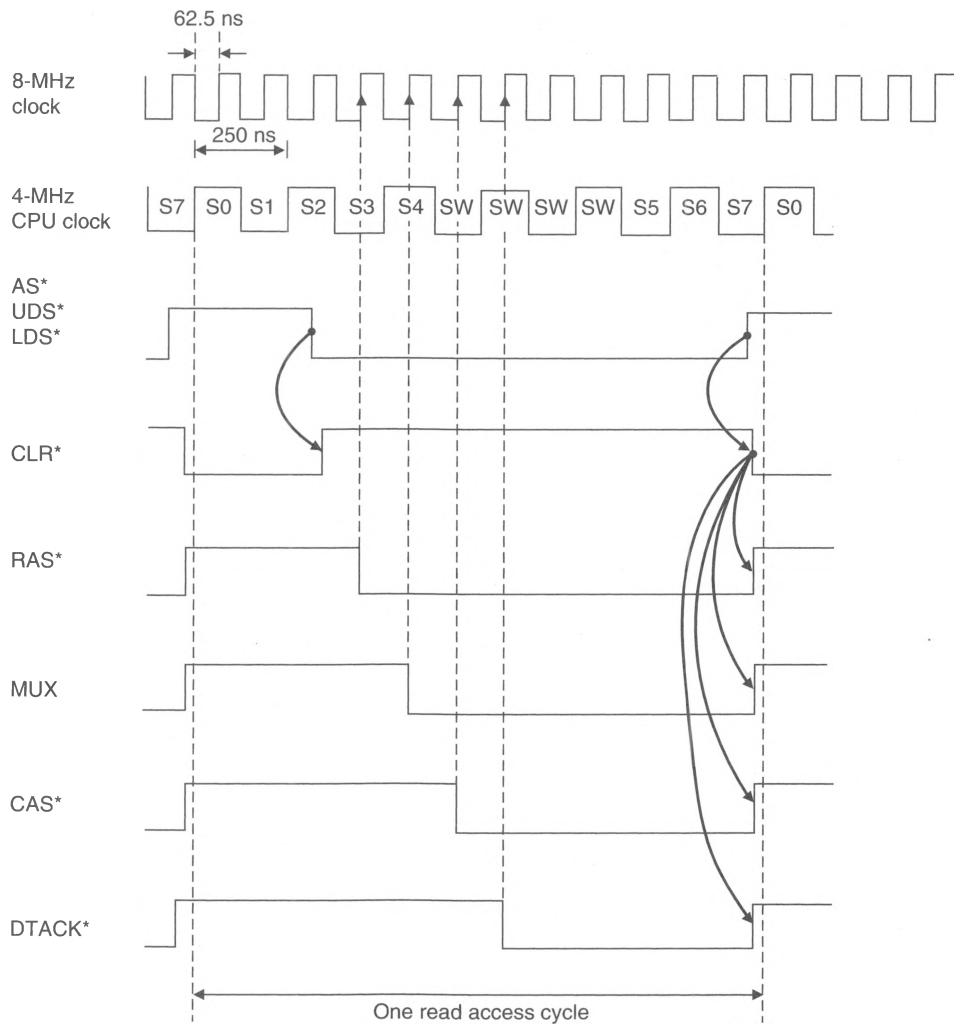 62.5 ns
8-MHz
clock
250 ns
4-MHz
CPU clock
S7 S0 S1 S2 S3 S4 SW SW SW SW S5 S6 S7 S0
AS*
UDS*
LDS*
CLR*
RAS*
MUX
CAS*
DTACK*
One read access cycle